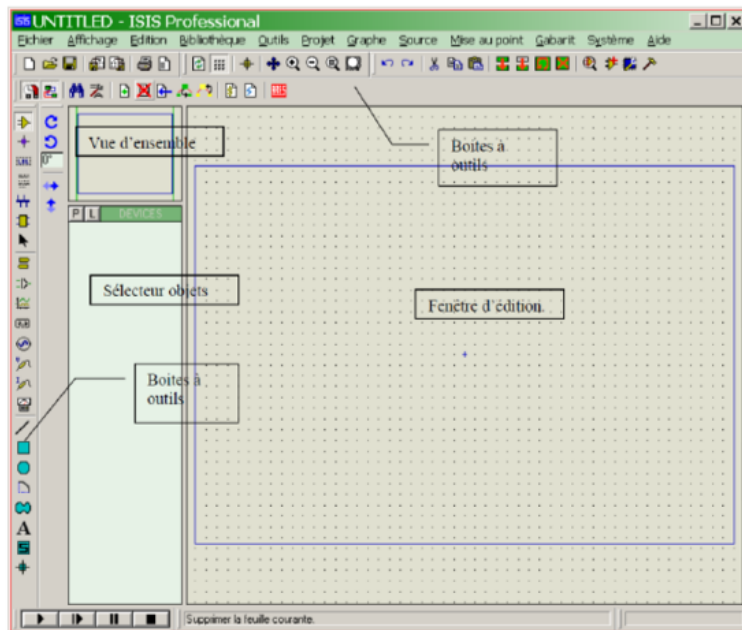 ISIS UNTITLED - ISIS Professional
Fichier Affichage Edition Bibliothèque Outils Projet Graphe Source Mise au point Gabarit Système Aide
Vue d'ensemble
Boites à
outils
P L DEVICES
Sélecteur objets
Fenêtre d'édition.
Boites à
outils
A
Supprimer la feuille courante.